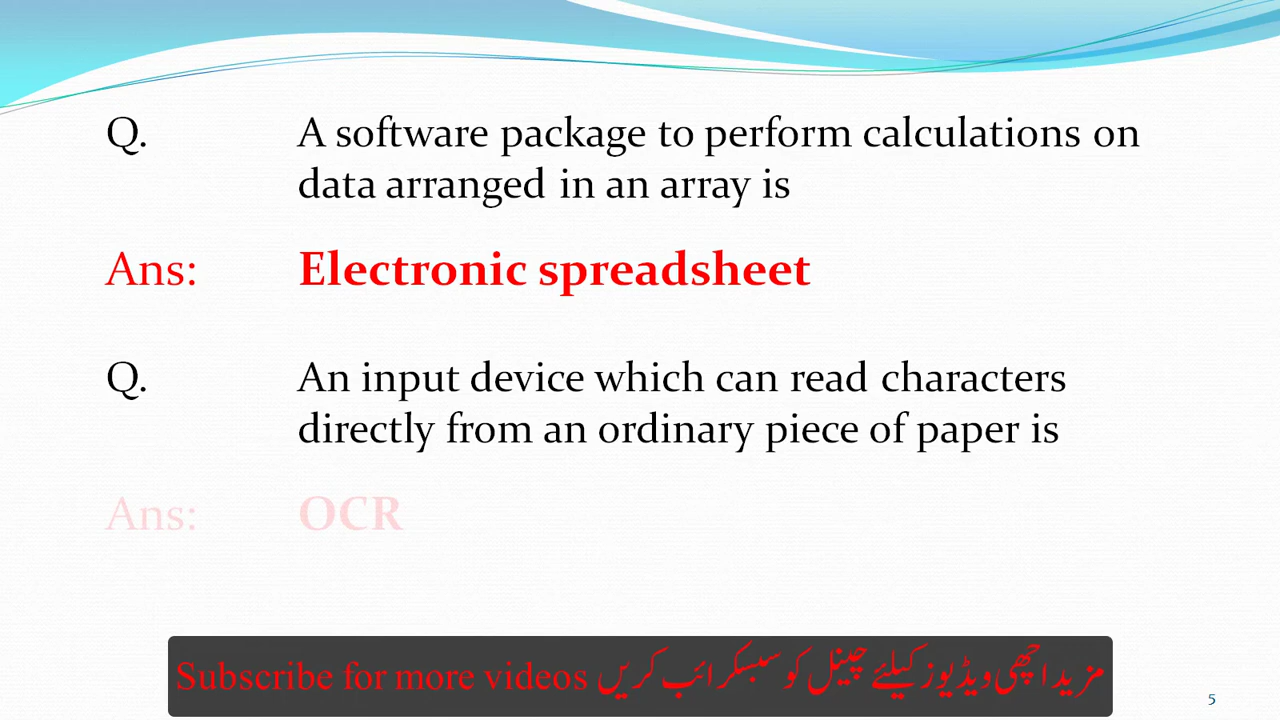 Q. A software package to perform calculations on
data arranged in an array is
Ans: Electronic spreadsheet
Q. An input device which can read characters
directly from an ordinary piece of paper is
Ans: OCR
Subscribe for more videos مزید اچھی ویڈیوز کیلئے چینل کو سبسکرائب کریں
5